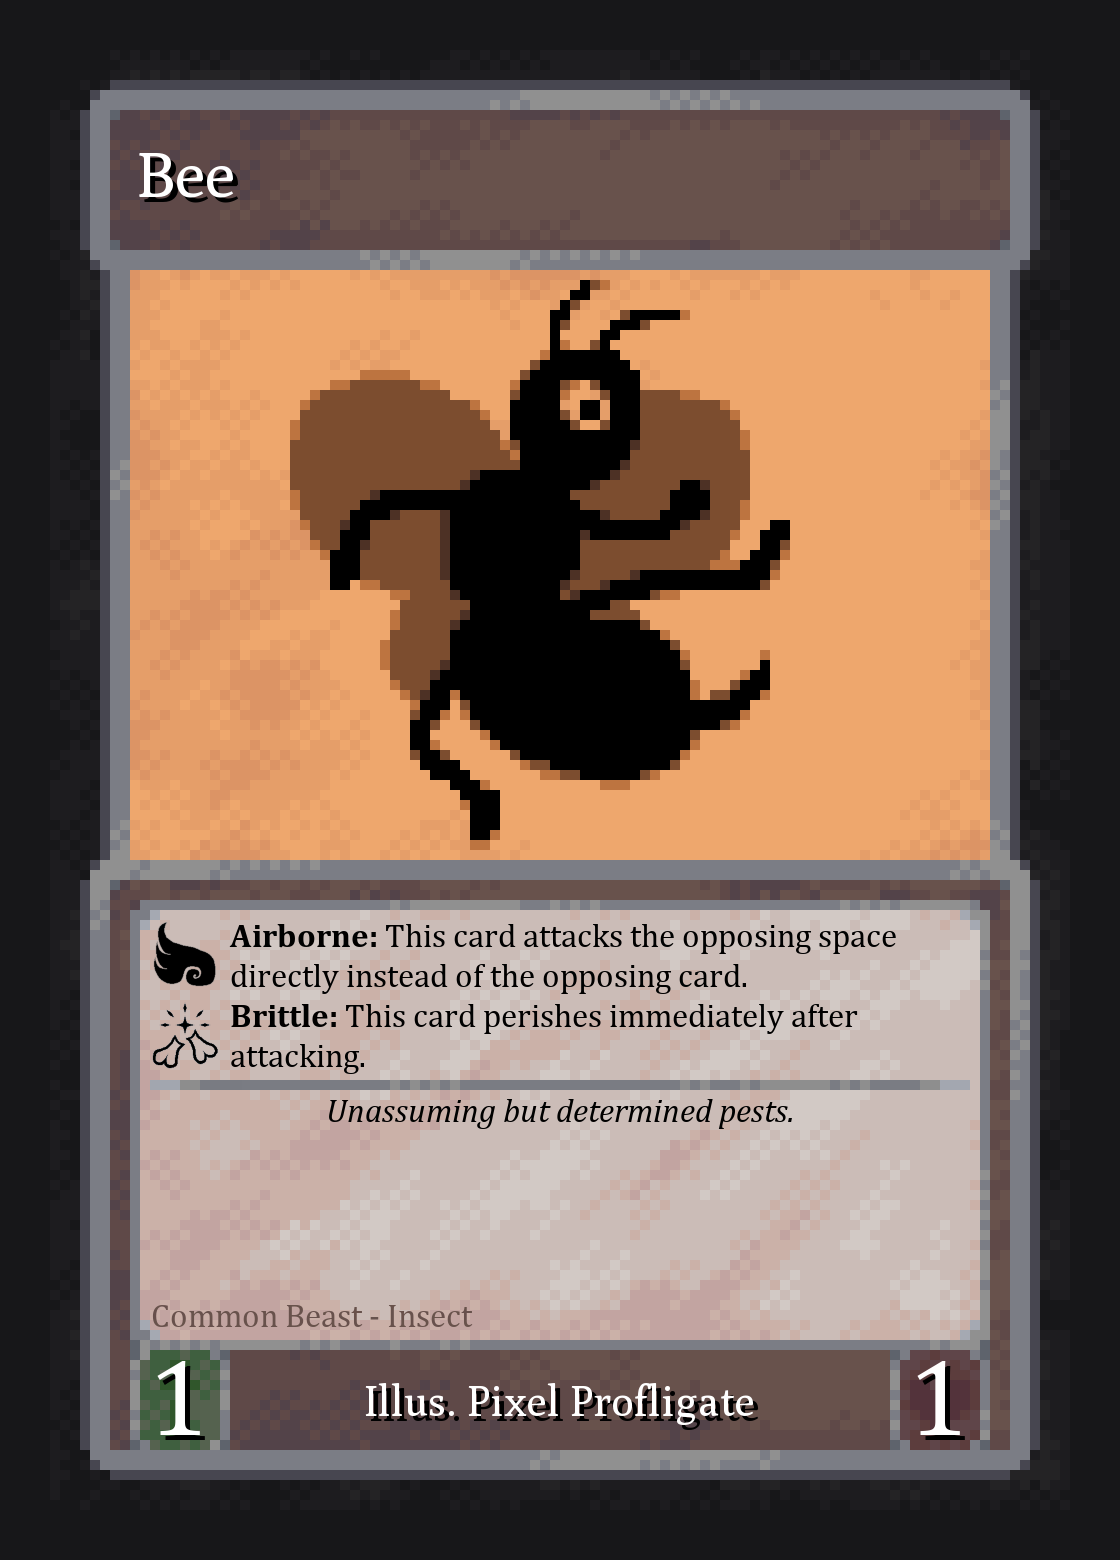 Bee
Airborne: This card attacks the opposing space
directly instead of the opposing card.
Brittle: This card perishes immediately after
attacking.
Unassuming but determined pests.
Common Beast - Insect
1
Illus. Pixel Profligate
1